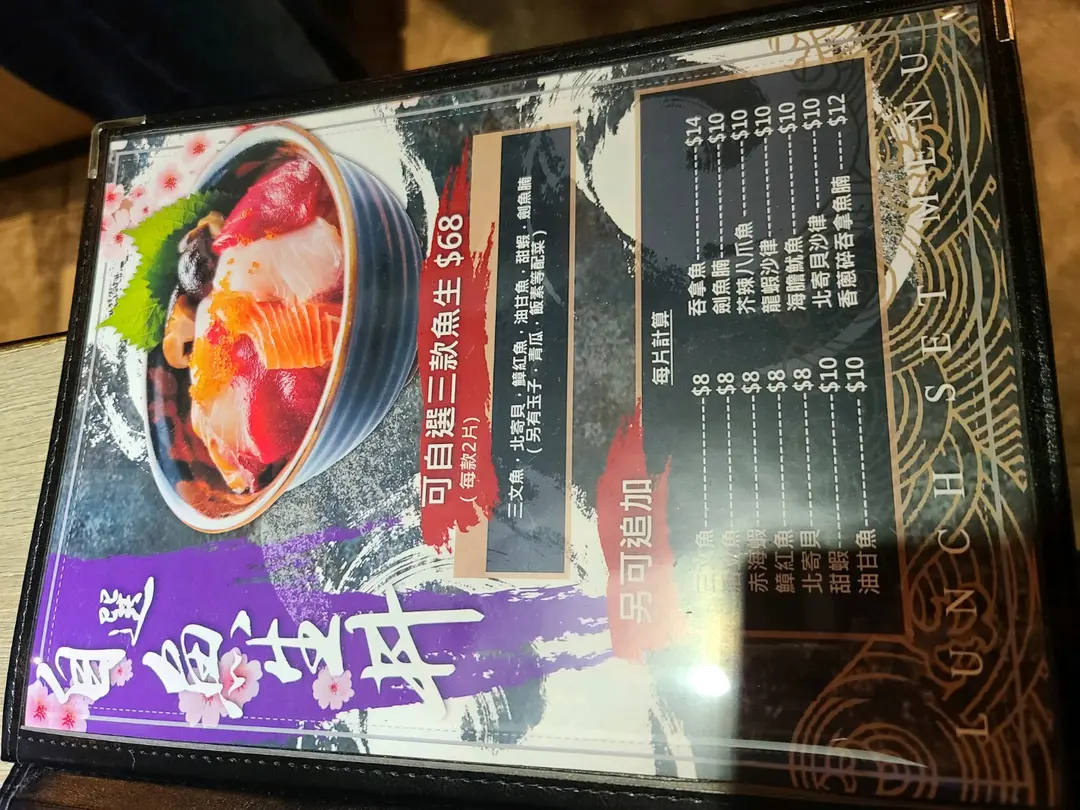 自選
魚生丼
可自選三款魚生 $68
( 每款2片)
三文魚，北寄貝，鱆紅魚，油甘魚，甜蝦，劍魚腩
( 另有玉子，青瓜，飯素等配菜 )
另可追加
每片計算
魚 $8
魚 $8
赤海蝦 $8
鱆紅魚 $8
北寄貝 $8
甜蝦 $10
油甘魚 $10
吞拿魚 $14
劍魚腩 $10
芥辣八爪魚 $10
龍蝦沙律 $10
海膽魷魚 $10
北寄貝沙律 $10
香蔥碎吞拿魚腩 $12
LUNCH SET MENU